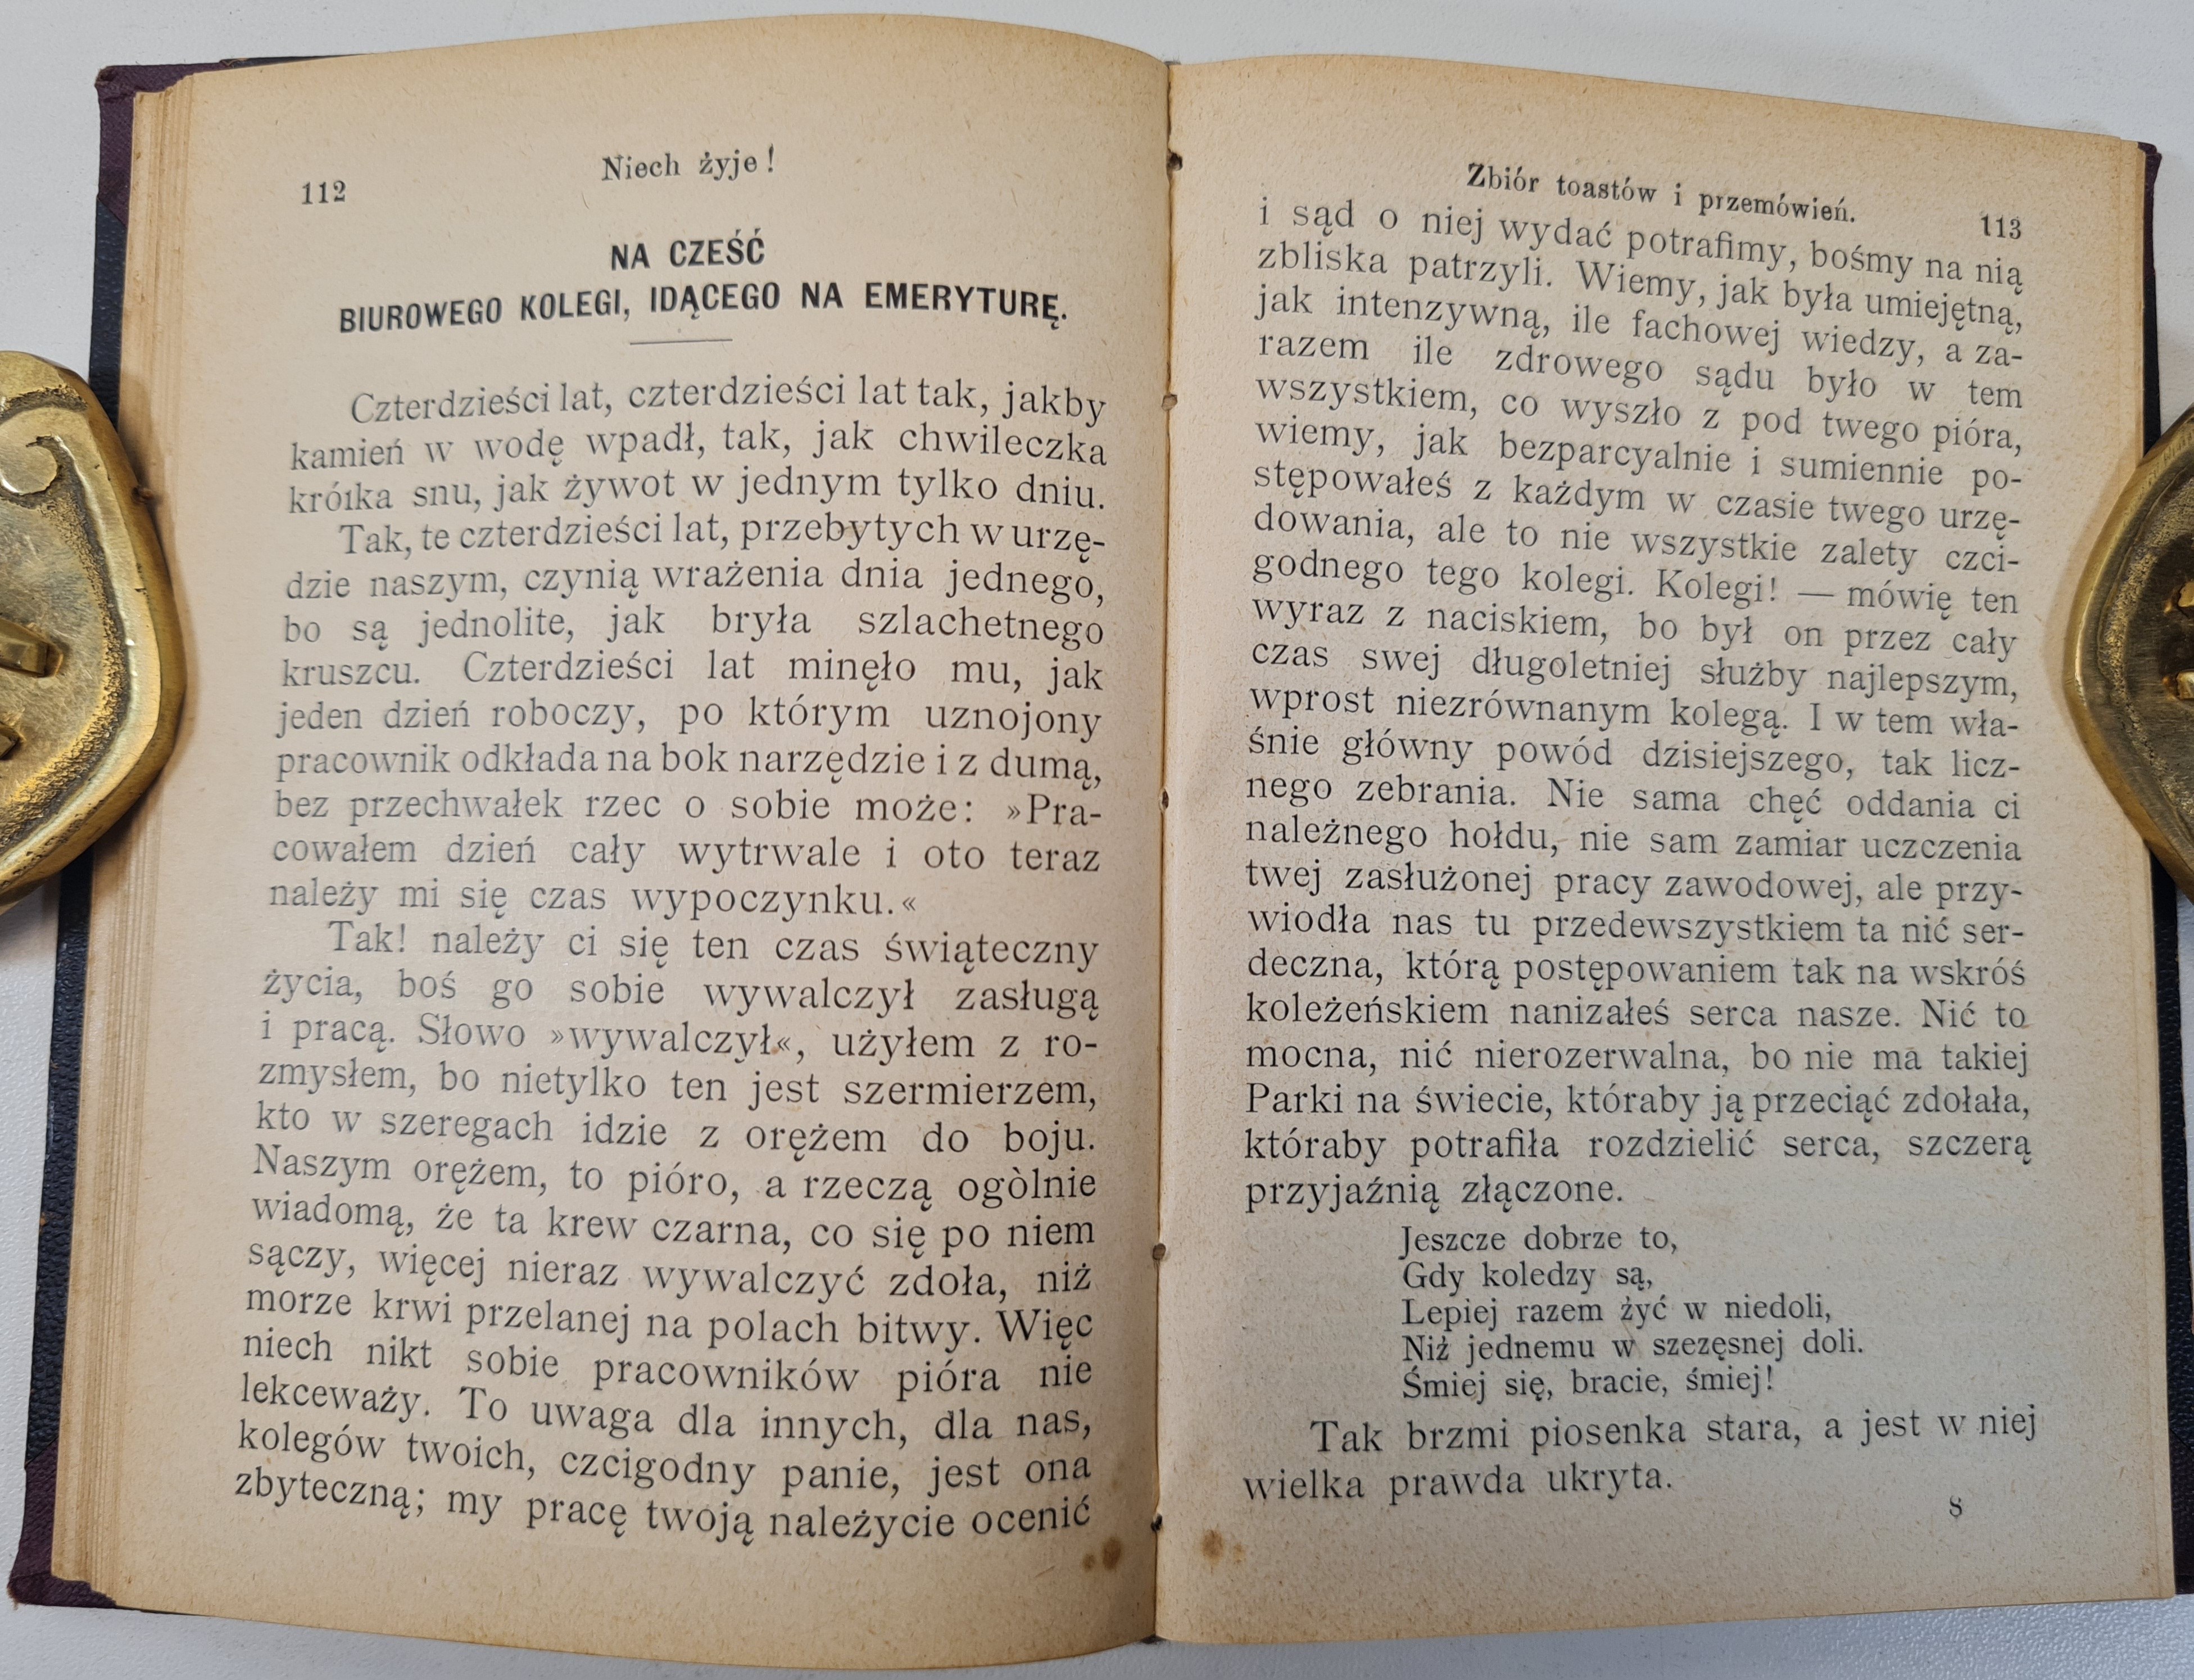 Niech żyje!
112
NA CZEŚĆ
BIUROWEGO KOLEGI, IDĄCEGO NA EMERYTURĘ.
Czterdzieści lat, czterdzieści lat tak, jakby
kamień w wodę wpadł, tak, jak chwileczka
krótka snu, jak żywot w jednym tylko dniu.
Tak, te czterdzieści lat, przebytych w urzę-
dzie naszym, czynią wrażenia dnia jednego,
bo są jednolite, jak bryła szlachetnego
kruszcu. Czterdzieści lat minęło mu, jak
jeden dzień roboczy, po którym uznojony
pracownik odkłada na bok narzędzie i z dumą,
bez przechwałek rzec o sobie może: »Pra-
cowałem dzień cały wytrwale i oto teraz
należy mi się czas wypoczynku.«
Tak! należy ci się ten czas świąteczny
życia, boś go sobie wywalczył zasługą
i pracą. Słowo »wywalczył«, użyłem z ro-
zmysłem, bo nietylko ten jest szermierzem,
kto w szeregach idzie z orężem do boju.
Naszym orężem, to pióro, a rzeczą ogòlnie
wiadomą, że ta krew czarna, co się po niem
sączy, więcej nieraz wywalczyć zdoła, niż
morze krwi przelanej na polach bitwy. Więc
niech nikt sobie pracowników pióra nie
lekceważy. To uwaga dla innych, dla nas,
kolegów twoich, czcigodny panie, jest ona
zbyteczną; my pracę twoją należycie ocenić
Zbiór toastów i przemówień.
113
i sąd o niej wydać potrafimy, bośmy na nią
zbliska patrzyli. Wiemy, jak była umiejętną,
jak intenzywną, ile fachowej wiedzy, a za-
razem ile zdrowego sądu było w tem
wszystkiem, co wyszło z pod twego pióra,
wiemy, jak bezparcyalnie i sumiennie po-
stępowałeś z każdym w czasie twego urzę-
dowania, ale to nie wszystkie zalety czci-
godnego tego kolegi. Kolegi! — mówię ten
wyraz z naciskiem, bo był on przez cały
czas swej długoletniej służby najlepszym,
wprost niezrównanym kolegą. I w tem wła-
śnie główny powód dzisiejszego, tak licz-
nego zebrania. Nie sama chęć oddania ci
należnego hołdu, nie sam zamiar uczczenia
twej zasłużonej pracy zawodowej, ale przy-
wiodła nas tu przedewszystkiem ta nić ser-
deczna, którą postępowaniem tak na wskróś
koleżeńskiem nanizałeś serca nasze. Nić to
mocna, nić nierozerwalna, bo nie ma takiej
Parki na świecie, któraby ją przeciąć zdołała,
któraby potrafiła rozdzielić serca, szczerą
przyjaźnią złączone.
Jeszcze dobrze to,
Gdy koledzy są,
Lepiej razem żyć w niedoli,
Niż jednemu w szezęsnej doli.
Śmiej się, bracie, śmiej!
Tak brzmi piosenka stara, a jest w niej
wielka prawda ukryta.
8